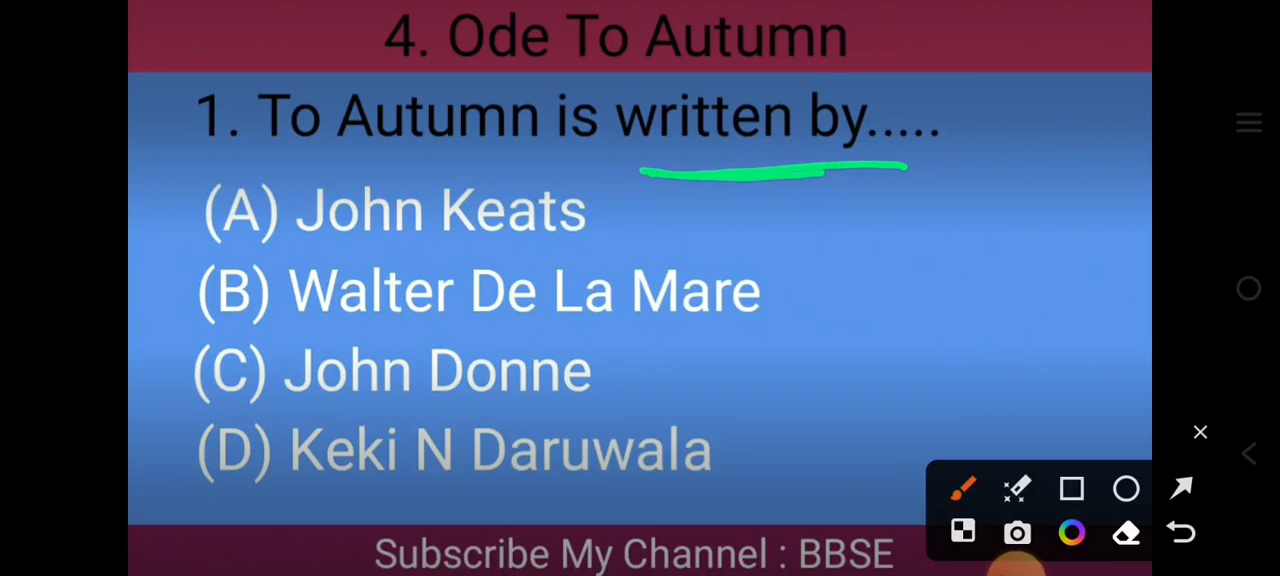 4. Ode To Autumn
1. To Autumn is written by.....
(A) John Keats
(B) Walter De La Mare
(C) John Donne
(D) Keki N Daruwala
Subscribe My Channel : BBSE